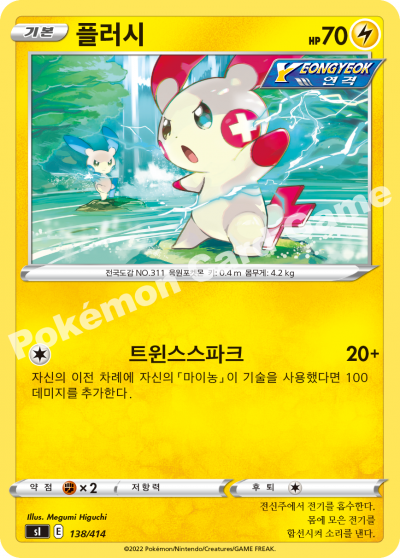 기본 플러시 HP 70
YEONGYEOK
연격
전국도감 NO.311 응원포켓몬 키: 0.4 m 몸무게: 4.2 kg
Pokémon Card Game
트윈스스파크 20+
자신의 이전 차례에 자신의 「마이농」이 기술을 사용했다면 100
데미지를 추가한다.
약점 ×2 저항력 후퇴
Illus. Megumi Higuchi
sI E 138/414
전신주에서 전기를 흡수한다.
몸에 모은 전기를
합선시켜 소리를 낸다.
©2022 Pokémon/Nintendo/Creatures/GAME FREAK.